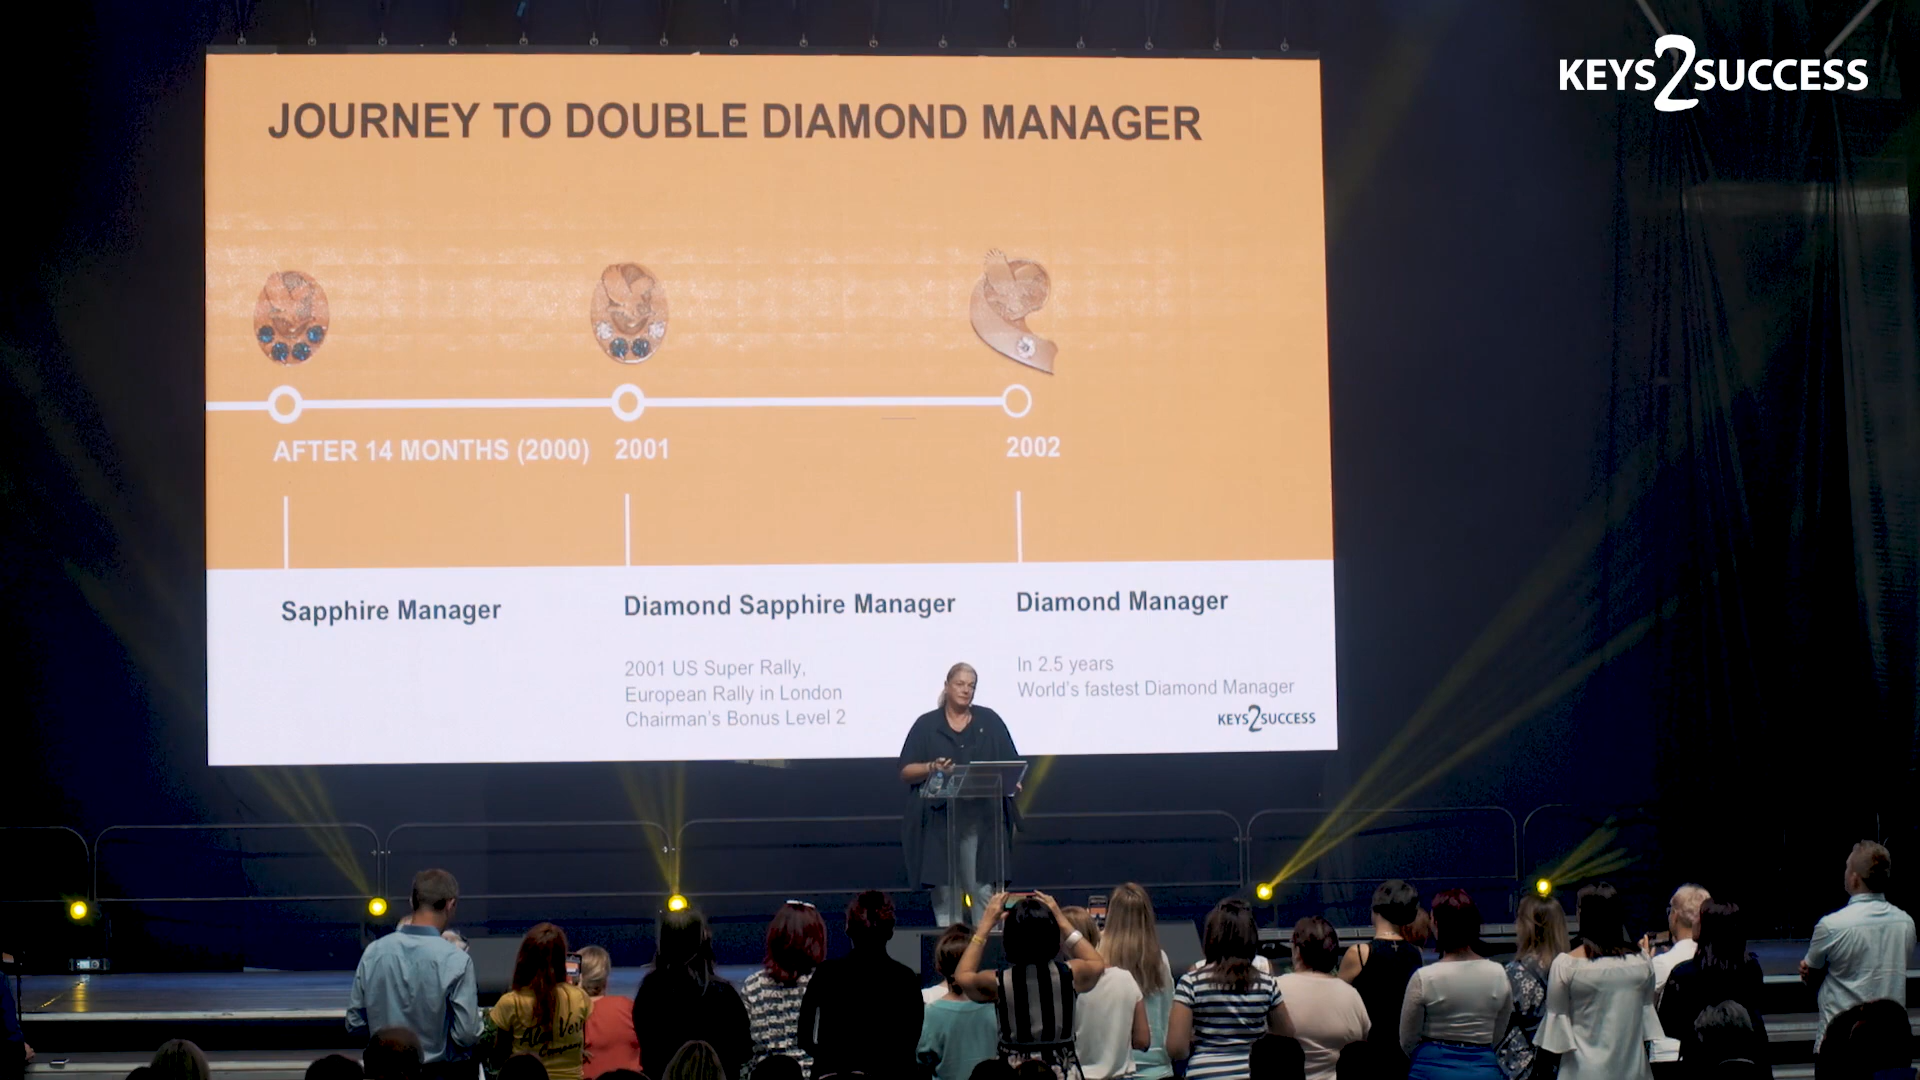 KEYS2SUCCESS
JOURNEY TO DOUBLE DIAMOND MANAGER
AFTER 14 MONTHS (2000)
2001
2002
Sapphire Manager
Diamond Sapphire Manager
2001 US Super Rally,
European Rally in London
Chairman's Bonus Level 2
Diamond Manager
In 2.5 years
World's fastest Diamond Manager
KEYS2SUCCESS